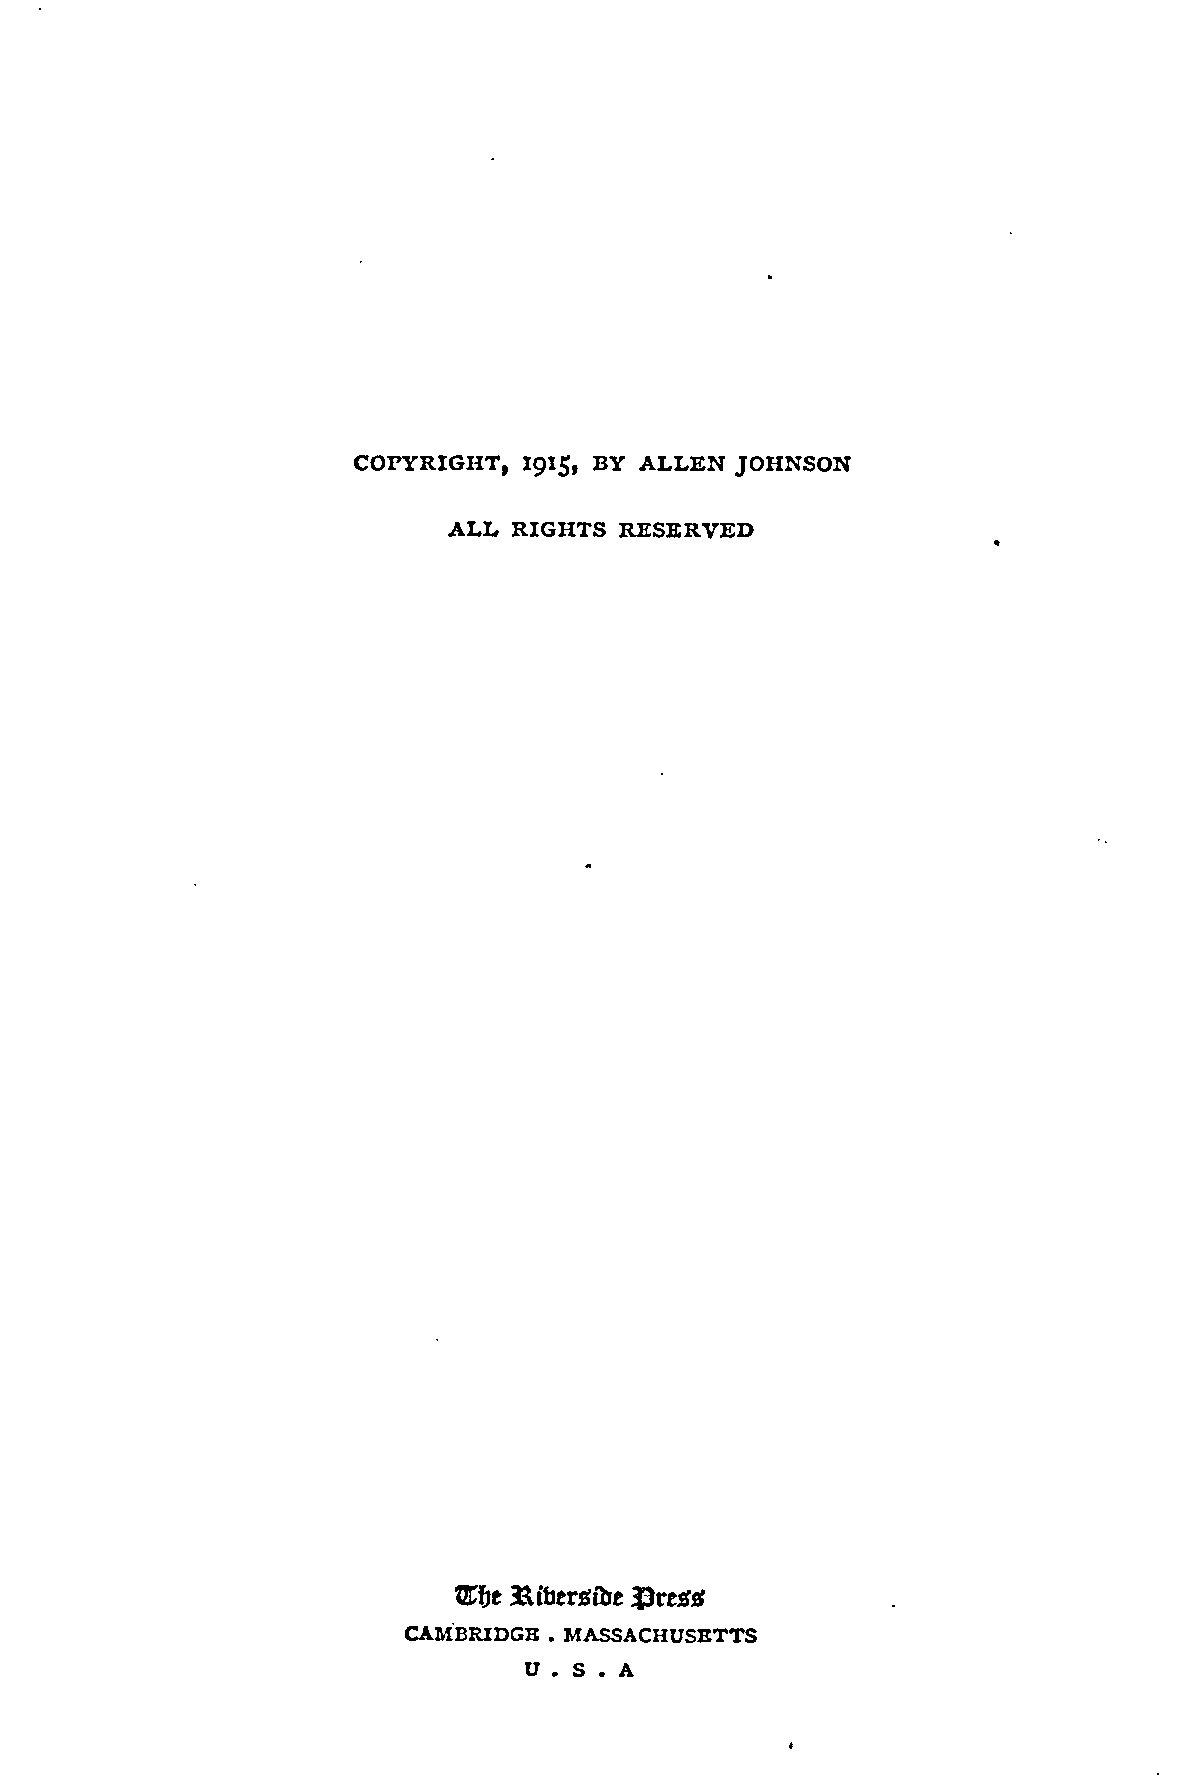 COPYRIGHT, 1915, BY ALLEN JOHNSON
ALL RIGHTS RESERVED
The Riverside Press
CAMBRIDGE . MASSACHUSETTS
U . S . A